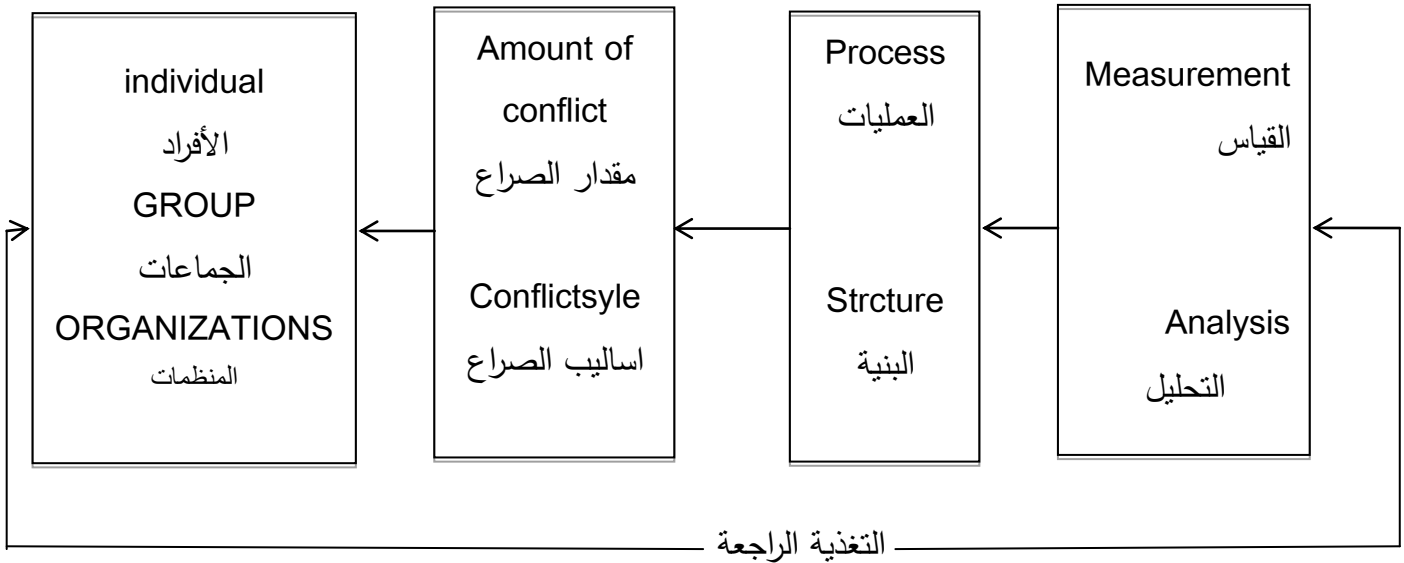 Measurement
القياس
Analysis
التحليل
Process
العمليات
Strcture
البنية
Amount of
conflict
مقدار الصراع
Conflictsyle
اساليب الصراع
individual
الأفراد
GROUP
الجماعات
ORGANIZATIONS
المنظمات
التغذية الراجعة